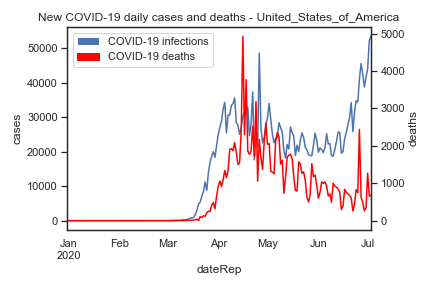 New COVID-19 daily cases and deaths - United_States_of_America
COVID-19 infections
COVID-19 deaths
cases
50000
40000
30000
20000
10000
0
deaths
5000
4000
3000
2000
1000
0
Jan Feb Mar Apr May Jun Jul
2020
dateRep